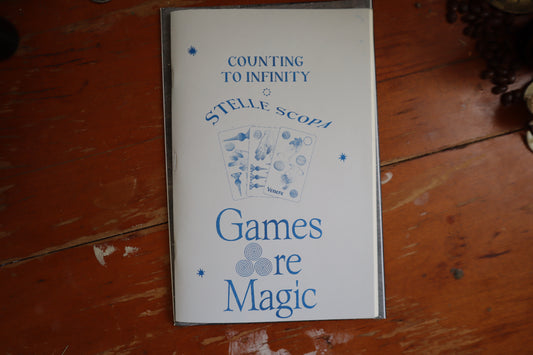 COUNTING
TO INFINITY
STELLE SCOPA
Games
re
Magic